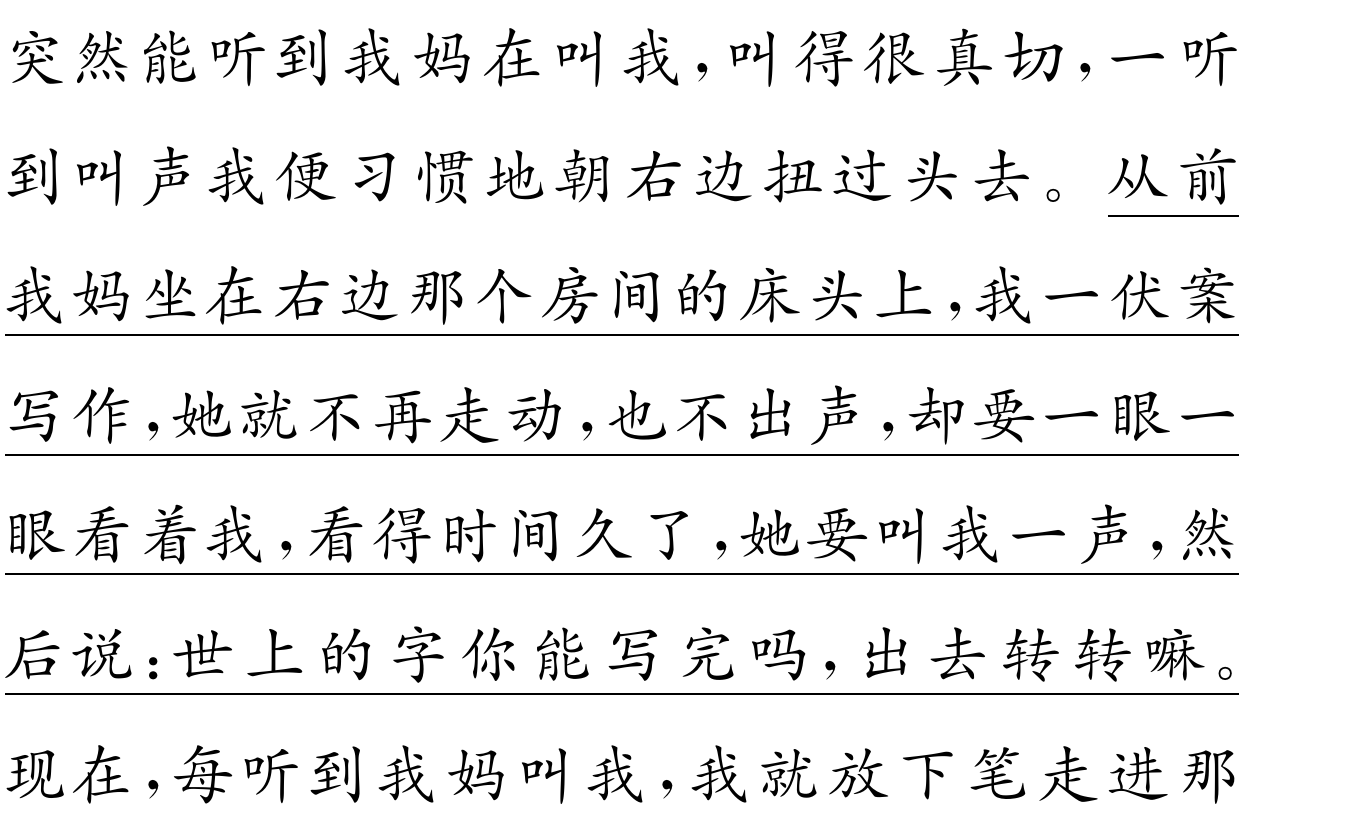 突然能听到我妈在叫我，叫得很真切，一听
到叫声我便习惯地朝右边扭过头去。从前
我妈坐在右边那个房间的床头上，我一伏案
写作，她就不再走动，也不出声，却要一眼一
眼看着我，看得时间久了，她要叫我一声，然
后说：世上的字你能写完吗，出去转转嘛。
现在，每听到我妈叫我，我就放下笔走进那